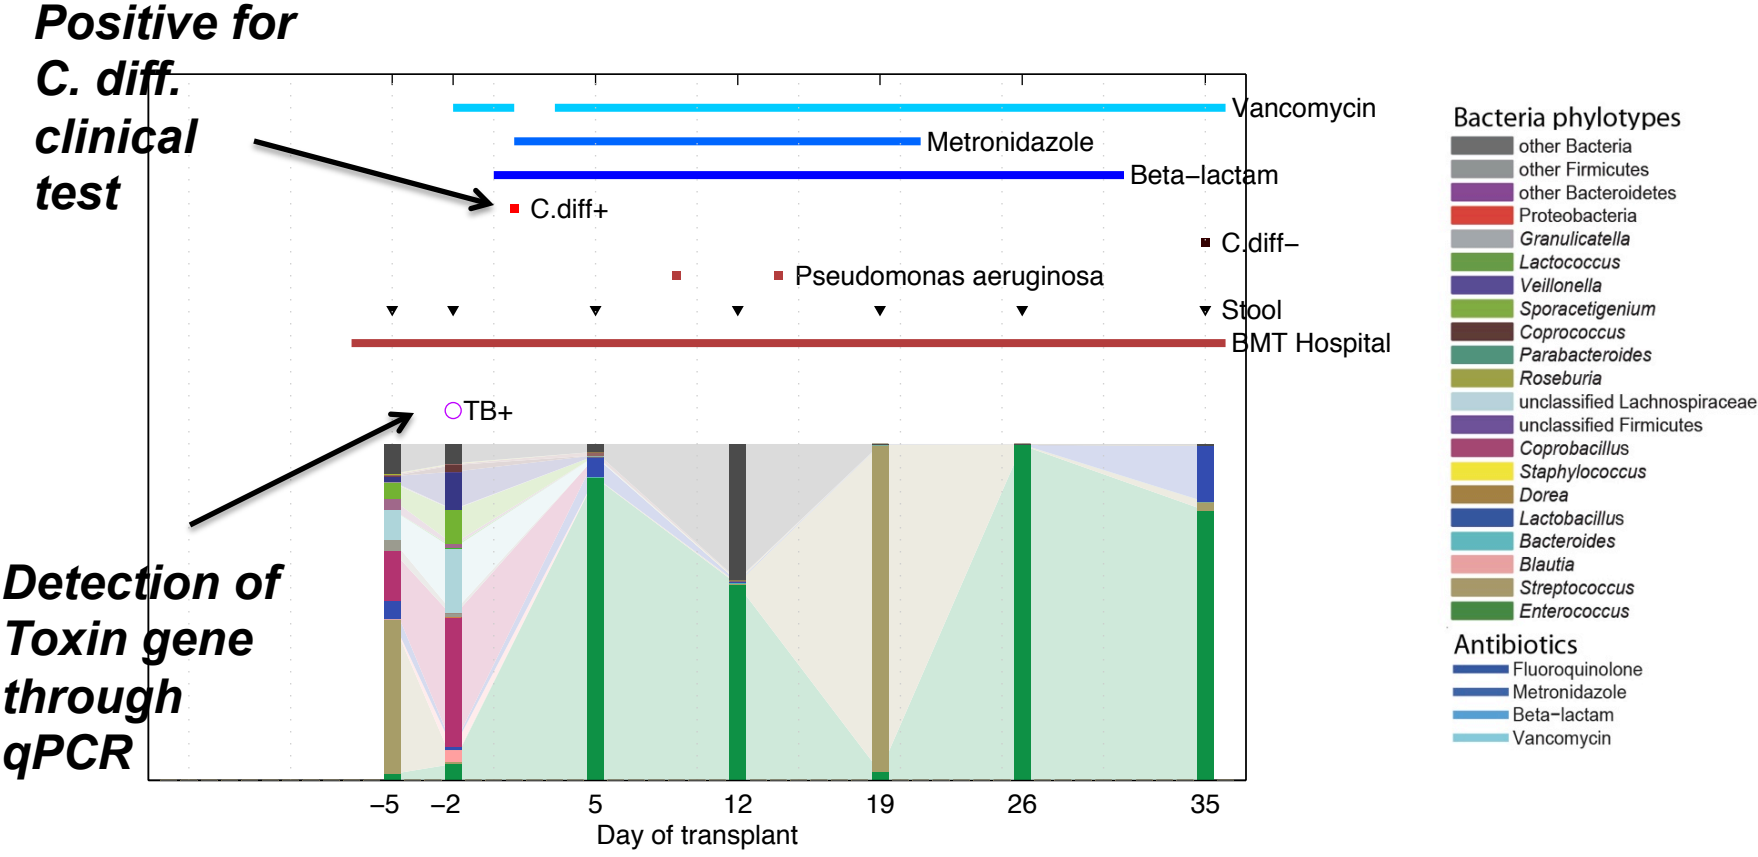 Positive for
C. diff.
clinical
test
Vancomycin
Metronidazole
Beta−lactam
C.diff+
C.diff−
Pseudomonas aeruginosa
Stool
BMT Hospital
TB+
Detection of
Toxin gene
through
qPCR
−5 −2 5 12 19 26 35
Day of transplant
Bacteria phylotypes
other Bacteria
other Firmicutes
other Bacteroidetes
Proteobacteria
Granulicatella
Lactococcus
Veillonella
Sporacetigenium
Coprococcus
Parabacteroides
Roseburia
unclassified Lachnospiraceae
unclassified Firmicutes
Coprobacillus
Staphylococcus
Dorea
Lactobacillus
Bacteroides
Blautia
Streptococcus
Enterococcus
Antibiotics
Fluoroquinolone
Metronidazole
Beta−lactam
Vancomycin